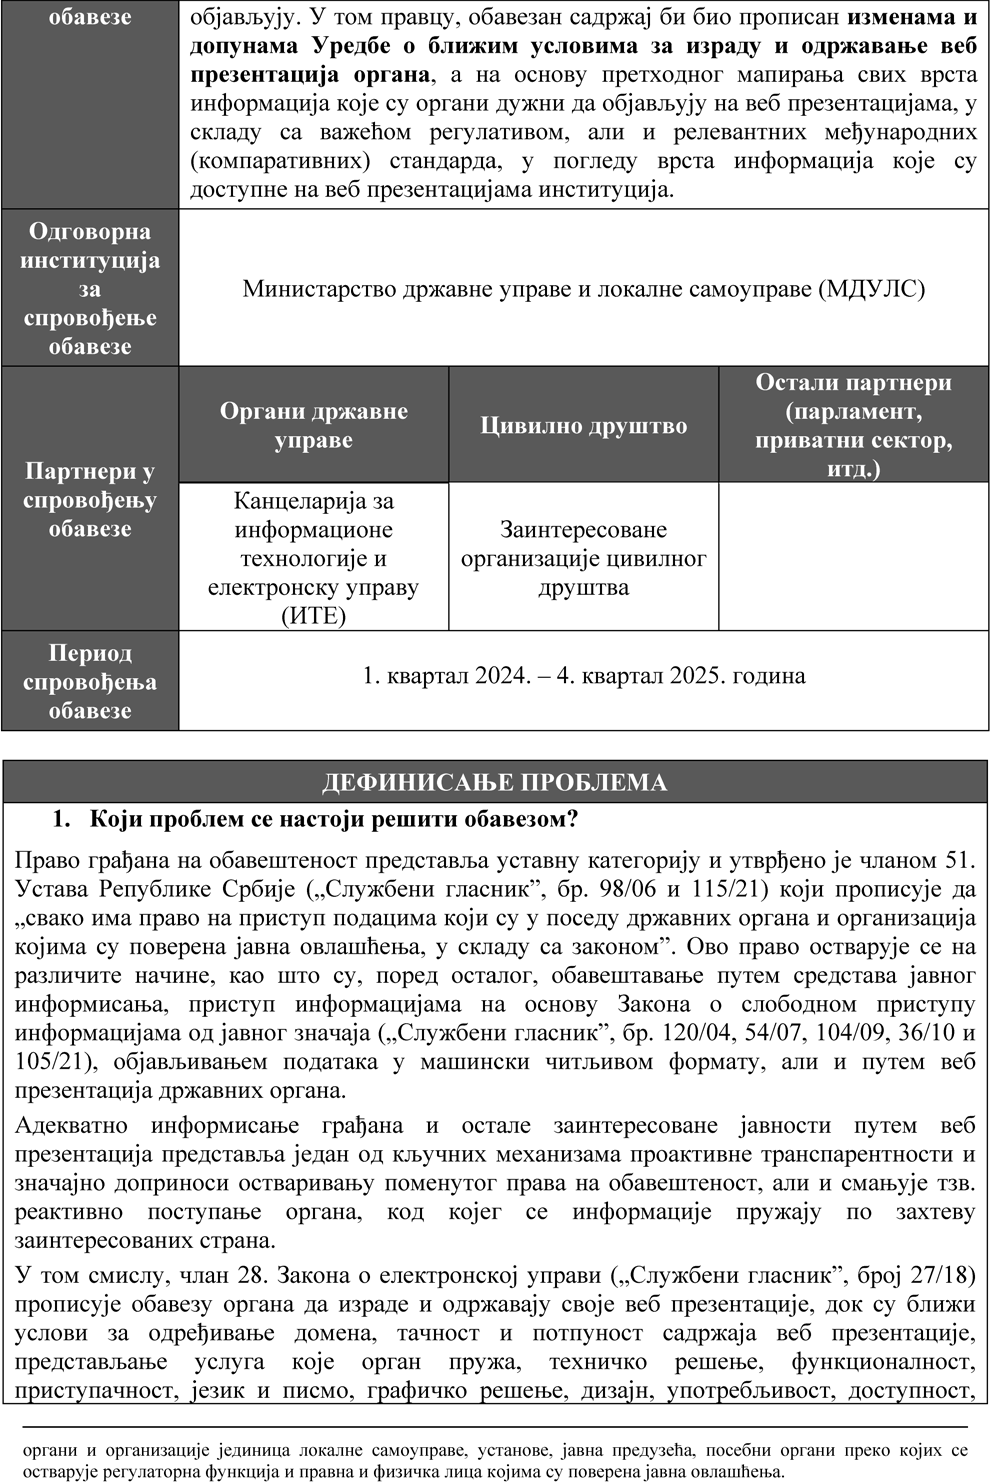 обавезе
објављују. У том правцу, обавезан садржај би био прописан изменама и
допунама Уредбе о ближим условима за израду и одржавање веб
презентација органа, а на основу претходног мапирања свих врста
информација које су органи дужни да објављују на веб презентацијама, у
складу са важећом регулативом, али и релевантних међународних
(компаративних) стандарда, у погледу врста информација које су
доступне на веб презентацијама институција.
Одговорна
институција
за
спровођење
обавезе
Министарство државне управе и локалне самоуправе (МДУЛС)
Партнери у
спровођењу
обавезе
Органи државне
управе
Цивилно друштво
Остали партнери
(парламент,
приватни сектор,
итд.)
Канцеларија за
информационе
технологије и
електронску управу
(ИТЕ)
Заинтересоване
организације цивилног
друштва
Период
спровођења
обавезе
1. квартал 2024. – 4. квартал 2025. година
ДЕФИНИСАЊЕ ПРОБЛЕМА
1. Који проблем се настоји решити обавезом?
Право грађана на обавештеност представља уставну категорију и утврђено је чланом 51.
Устава Републике Србије („Службени гласник”, бр. 98/06 и 115/21) који прописује да
„свако има право на приступ подацима који су у поседу државних органа и организација
којима су поверена јавна овлашћења, у складу са законом”. Ово право остварује се на
различите начине, као што су, поред осталог, обавештавање путем средстава јавног
информисања, приступ информацијама на основу Закона о слободном приступу
информацијама од јавног значаја („Службени гласник”, бр. 120/04, 54/07, 104/09, 36/10 и
105/21), објављивањем података у машински читљивом формату, али и путем веб
презентација државних органа.
Адекватно информисање грађана и остале заинтересоване јавности путем веб
презентација представља један од кључних механизама проактивне транспарентности и
значајно доприноси остваривању поменутог права на обавештеност, али и смањује тзв.
реактивно поступање органа, код којег се информације пружају по захтеву
заинтересованих страна.
У том смислу, члан 28. Закона о електронској управи („Службени гласник”, број 27/18)
прописује обавезу органа да израде и одржавају своје веб презентације, док су ближи
услови за одређивање домена, тачност и потпуност садржаја веб презентације,
представљање услуга које орган пружа, техничко решење, функционалност,
приступачност, језик и писмо, графичко решење, дизајн, употребљивост, доступност,
органи и организације јединица локалне самоуправе, установе, јавна предузећа, посебни органи преко којих се
остварује регулаторна функција и правна и физичка лица којима су поверена јавна овлашћења.